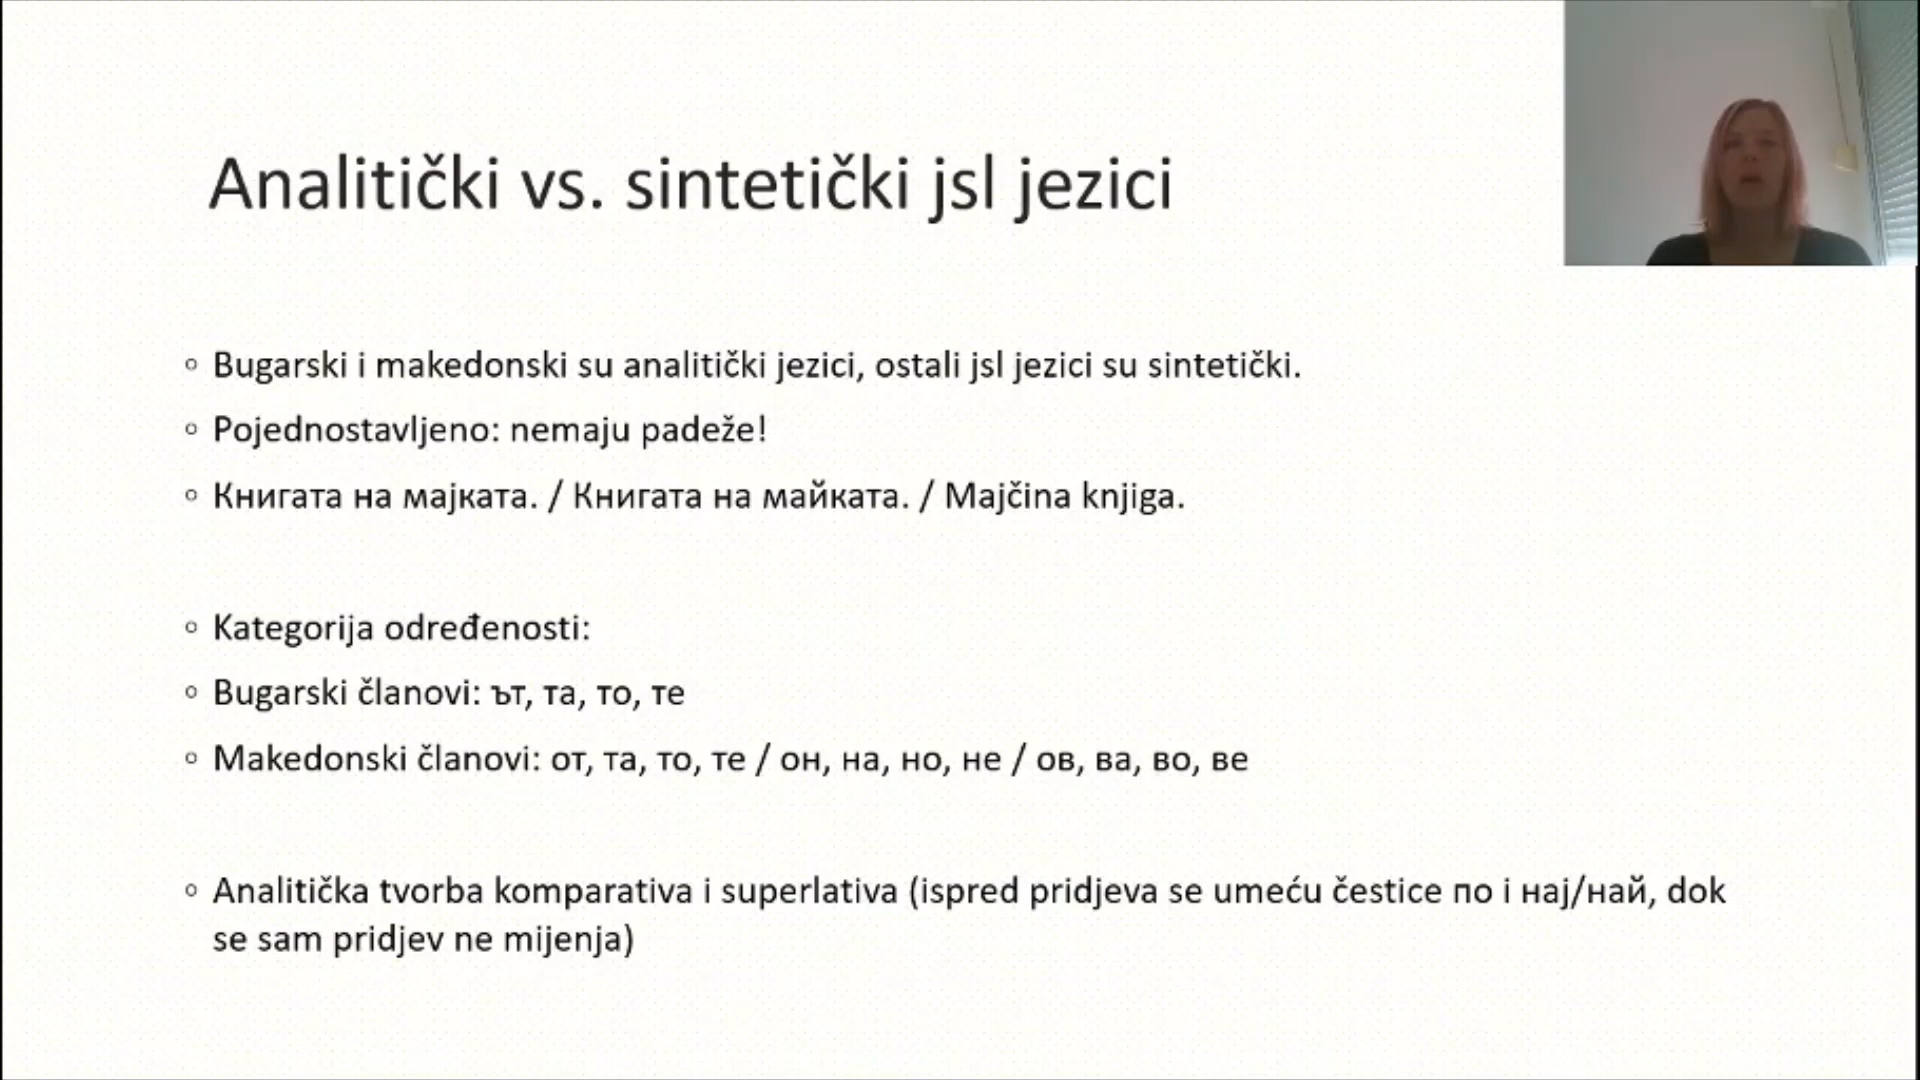 Analitički vs. sintetički jsl jezici
◦ Bugarski i makedonski su analitički jezici, ostali jsl jezici su sintetički.
◦ Pojednostavljeno: nemaju padeže!
◦ Книгата на мајката. / Книгата на майката. / Majčina knjiga.
◦ Kategorija određenosti:
◦ Bugarski članovi: ът, та, то, те
◦ Makedonski članovi: от, та, то, те / он, на, но, не / ов, ва, во, ве
◦ Analitička tvorba komparativa i superlativa (ispred pridjeva se umeću čestice по i нај/най, dok
se sam pridjev ne mijenja)